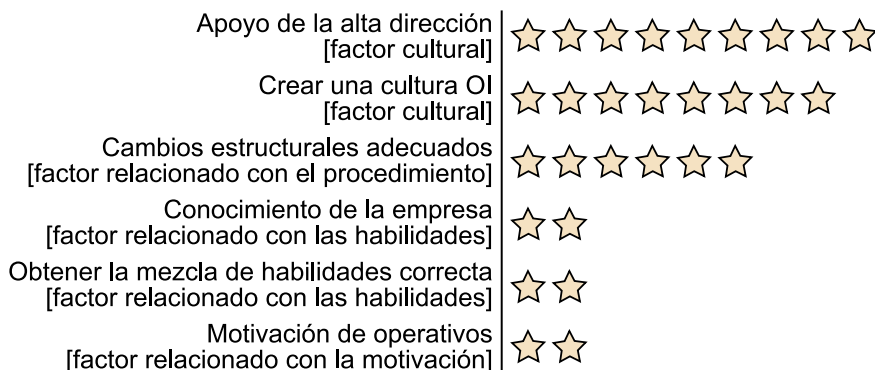 Apoyo de la alta dirección
[factor cultural]
Crear una cultura OI
[factor cultural]
Cambios estructurales adecuados
[factor relacionado con el procedimiento]
Conocimiento de la empresa
[factor relacionado con las habilidades]
Obtener la mezcla de habilidades correcta
[factor relacionado con las habilidades]
Motivación de operativos
[factor relacionado con la motivación]